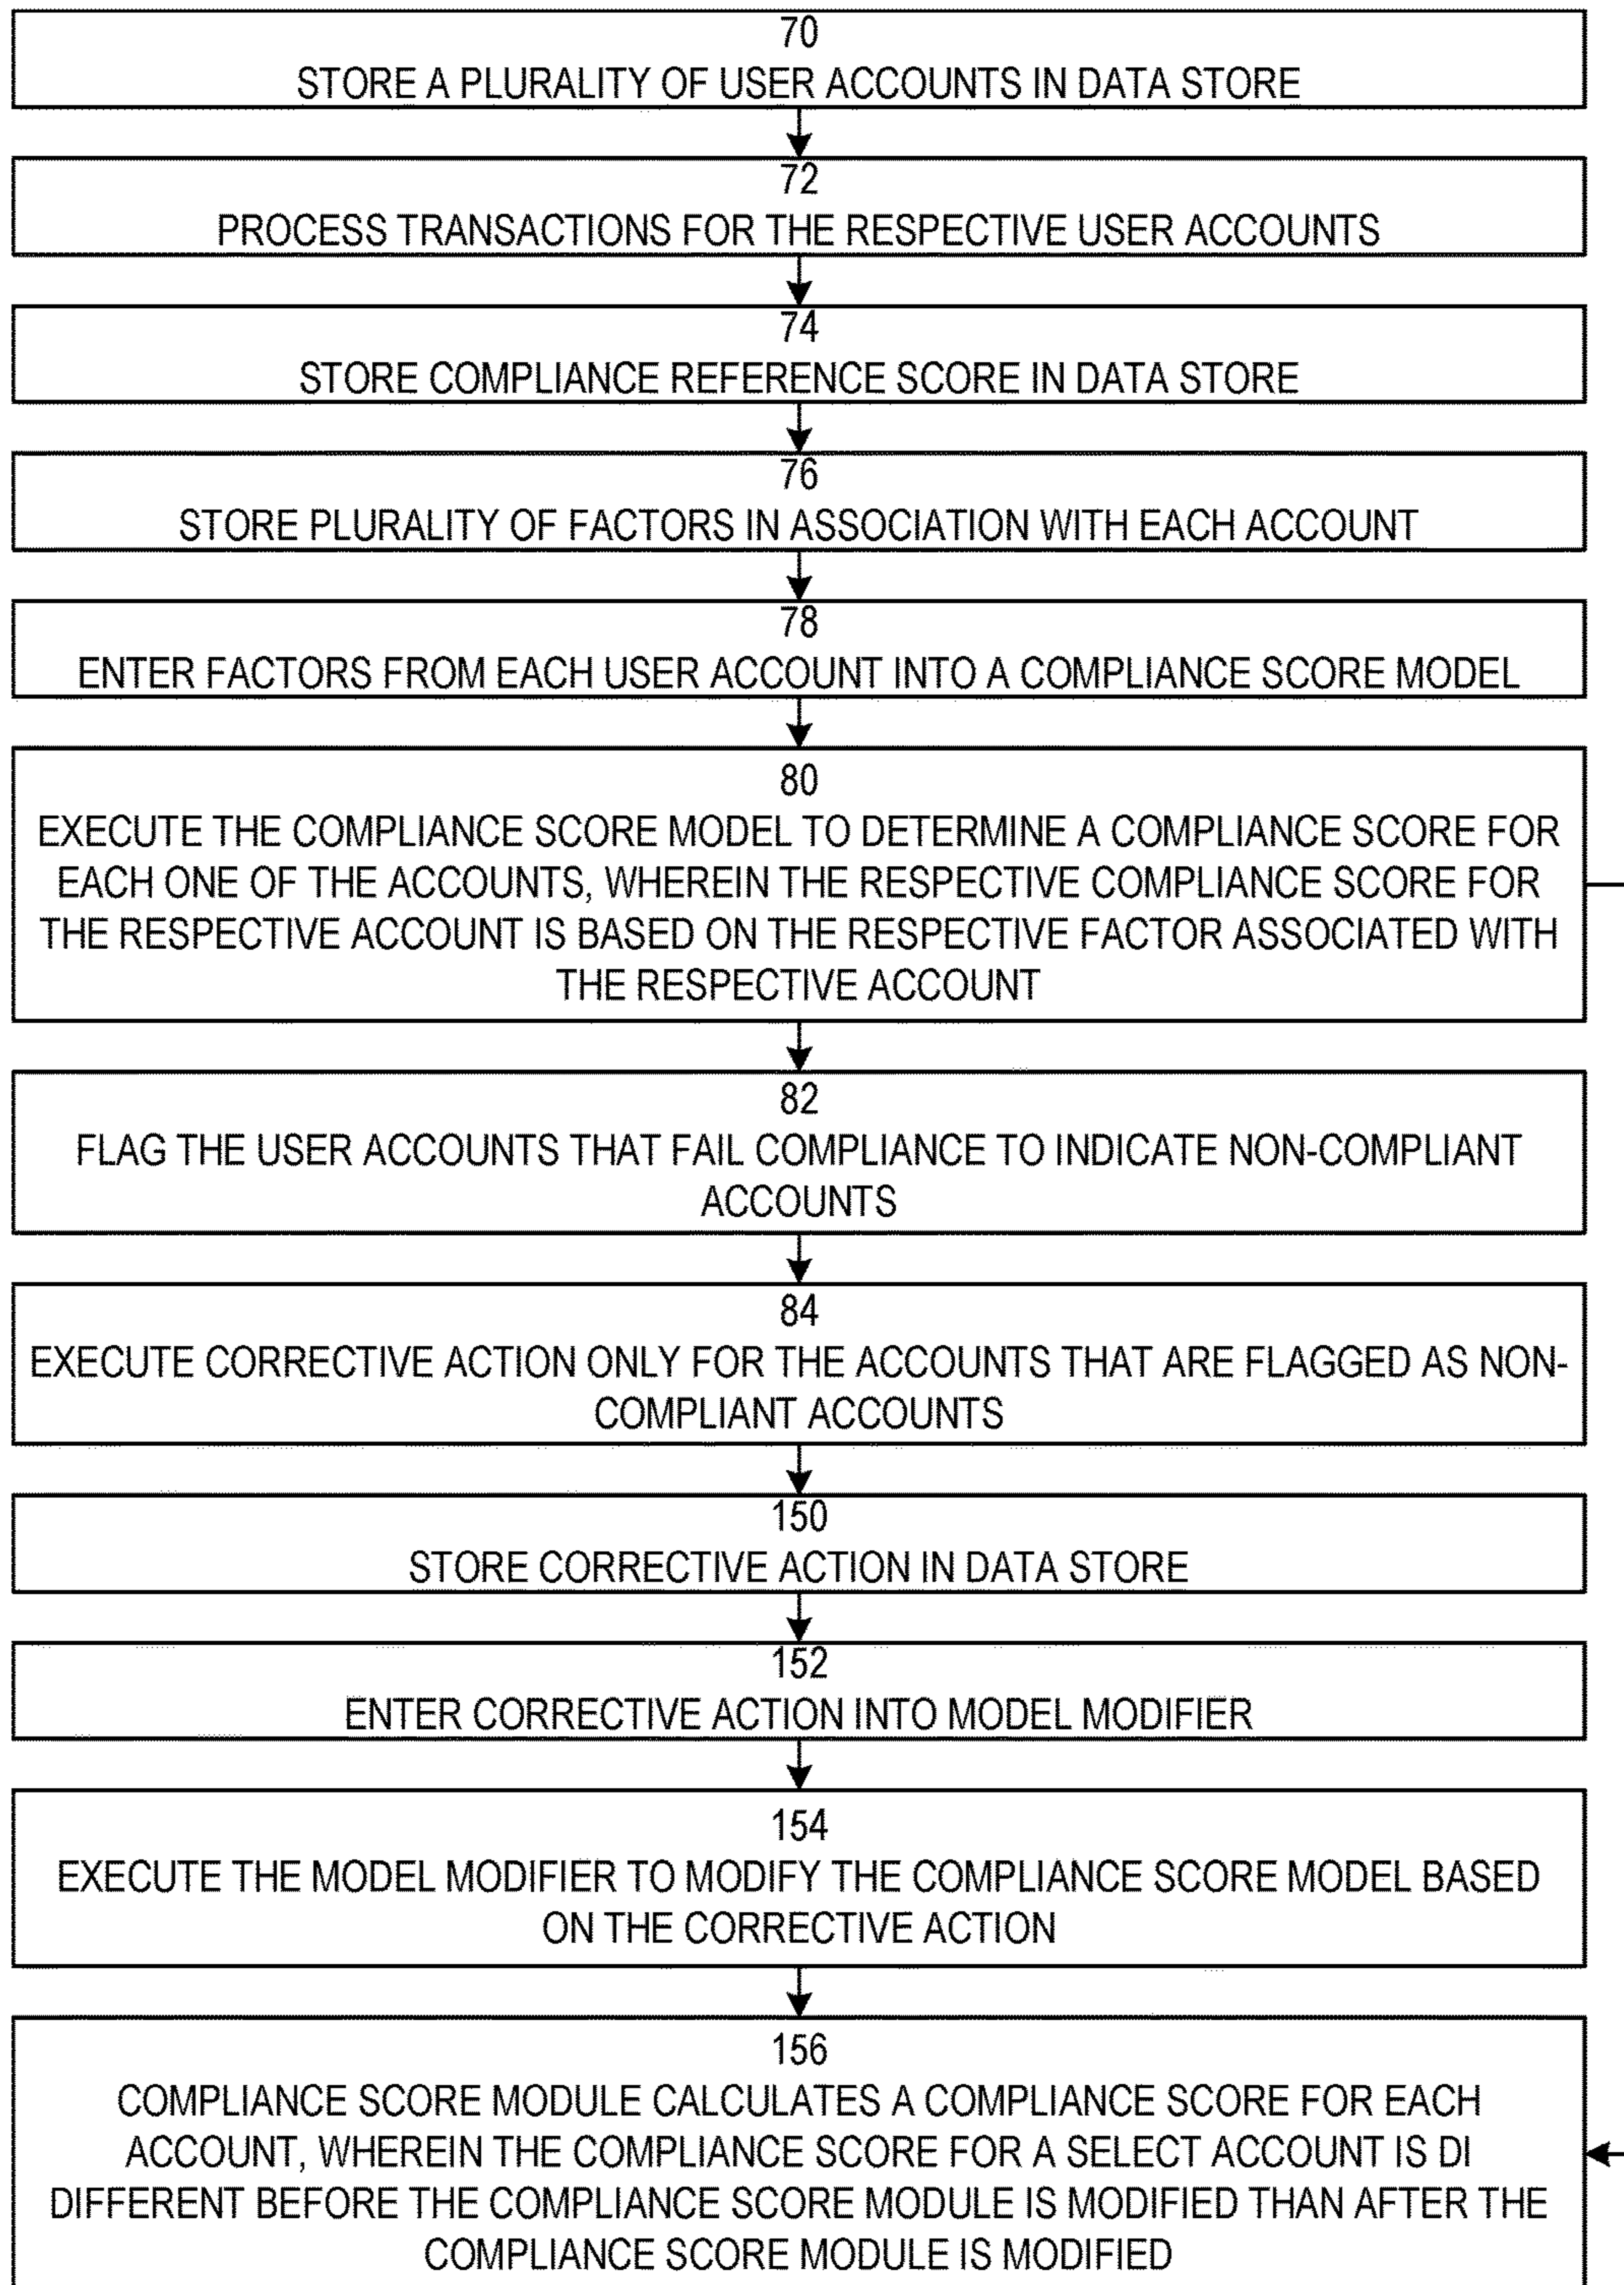 70
STORE A PLURALITY OF USER ACCOUNTS IN DATA STORE
72
PROCESS TRANSACTIONS FOR THE RESPECTIVE USER ACCOUNTS
74
STORE COMPLIANCE REFERENCE SCORE IN DATA STORE
76
STORE PLURALITY OF FACTORS IN ASSOCIATION WITH EACH ACCOUNT
78
ENTER FACTORS FROM EACH USER ACCOUNT INTO A COMPLIANCE SCORE MODEL
80
EXECUTE THE COMPLIANCE SCORE MODEL TO DETERMINE A COMPLIANCE SCORE FOR
EACH ONE OF THE ACCOUNTS, WHEREIN THE RESPECTIVE COMPLIANCE SCORE FOR
THE RESPECTIVE ACCOUNT IS BASED ON THE RESPECTIVE FACTOR ASSOCIATED WITH
THE RESPECTIVE ACCOUNT
82
FLAG THE USER ACCOUNTS THAT FAIL COMPLIANCE TO INDICATE NON-COMPLIANT
ACCOUNTS
84
EXECUTE CORRECTIVE ACTION ONLY FOR THE ACCOUNTS THAT ARE FLAGGED AS NON-
COMPLIANT ACCOUNTS
150
STORE CORRECTIVE ACTION IN DATA STORE
152
ENTER CORRECTIVE ACTION INTO MODEL MODIFIER
154
EXECUTE THE MODEL MODIFIER TO MODIFY THE COMPLIANCE SCORE MODEL BASED
ON THE CORRECTIVE ACTION
156
COMPLIANCE SCORE MODULE CALCULATES A COMPLIANCE SCORE FOR EACH
ACCOUNT, WHEREIN THE COMPLIANCE SCORE FOR A SELECT ACCOUNT IS DI
DIFFERENT BEFORE THE COMPLIANCE SCORE MODULE IS MODIFIED THAN AFTER THE
COMPLIANCE SCORE MODULE IS MODIFIED